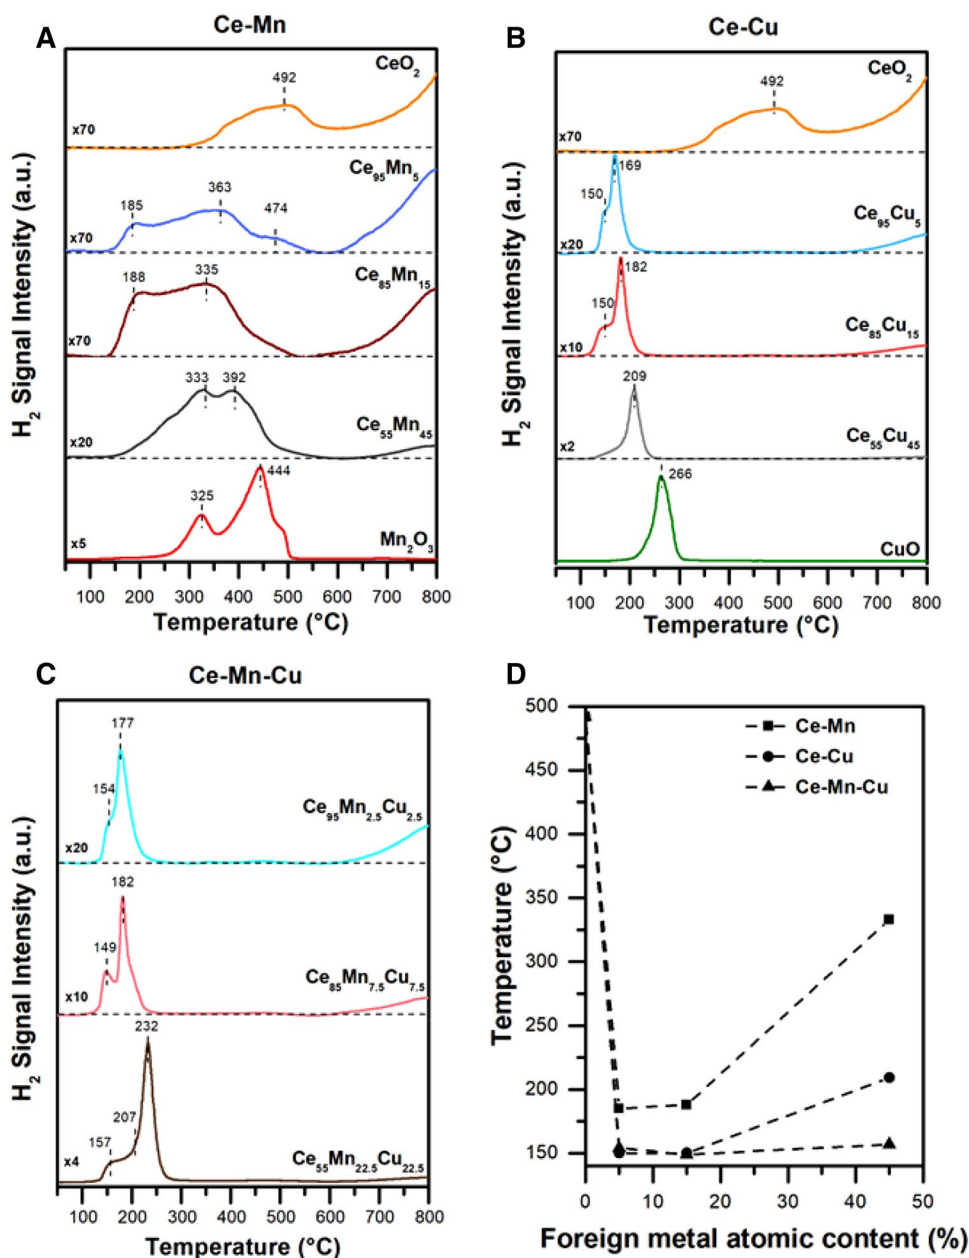 A
Ce-Mn
H2 Signal Intensity (a.u.)
CeO2
492
x70
Ce95Mn5
185
363
474
x70
Ce85Mn15
188
335
x70
333
392
Ce55Mn45
x20
444
325
Mn2O3
x5
100 200 300 400 500 600 700 800
Temperature (°C)
B
Ce-Cu
H2 Signal Intensity (a.u.)
CeO2
492
x70
169
150
Ce95Cu5
x20
182
150
Ce85Cu15
x10
209
Ce55Cu45
x2
266
CuO
100 200 300 400 500 600 700 800
Temperature (°C)
C
Ce-Mn-Cu
H2 Signal Intensity (a.u.)
177
154
Ce95Mn2.5Cu2.5
x20
182
149
Ce85Mn7.5Cu7.5
x10
232
207
157
Ce55Mn22.5Cu22.5
x4
100 200 300 400 500 600 700 800
Temperature (°C)
D
Temperature (°C)
500
450
400
350
300
250
200
150
Ce-Mn
Ce-Cu
Ce-Mn-Cu
0 10 20 30 40 50
Foreign metal atomic content (%)